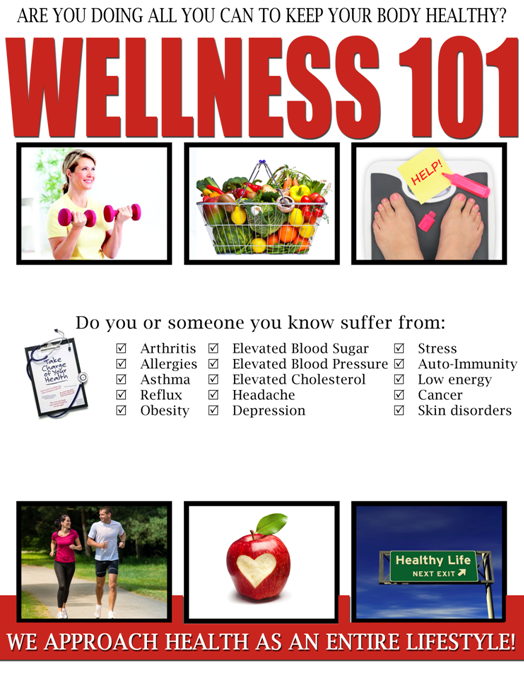 ARE YOU DOING ALL YOU CAN TO KEEP YOUR BODY HEALTHY?
WELLNESS 101
HELP!
Do you or someone you know suffer from:
Take
Charge
of Your
Health
☑ Arthritis ☑ Elevated Blood Sugar ☑ Stress
☑ Allergies ☑ Elevated Blood Pressure ☑ Auto-Immunity
☑ Asthma ☑ Elevated Cholesterol ☑ Low energy
☑ Reflux ☑ Headache ☑ Cancer
☑ Obesity ☑ Depression ☑ Skin disorders
Healthy Life
NEXT EXIT ↗
WE APPROACH HEALTH AS AN ENTIRE LIFESTYLE!